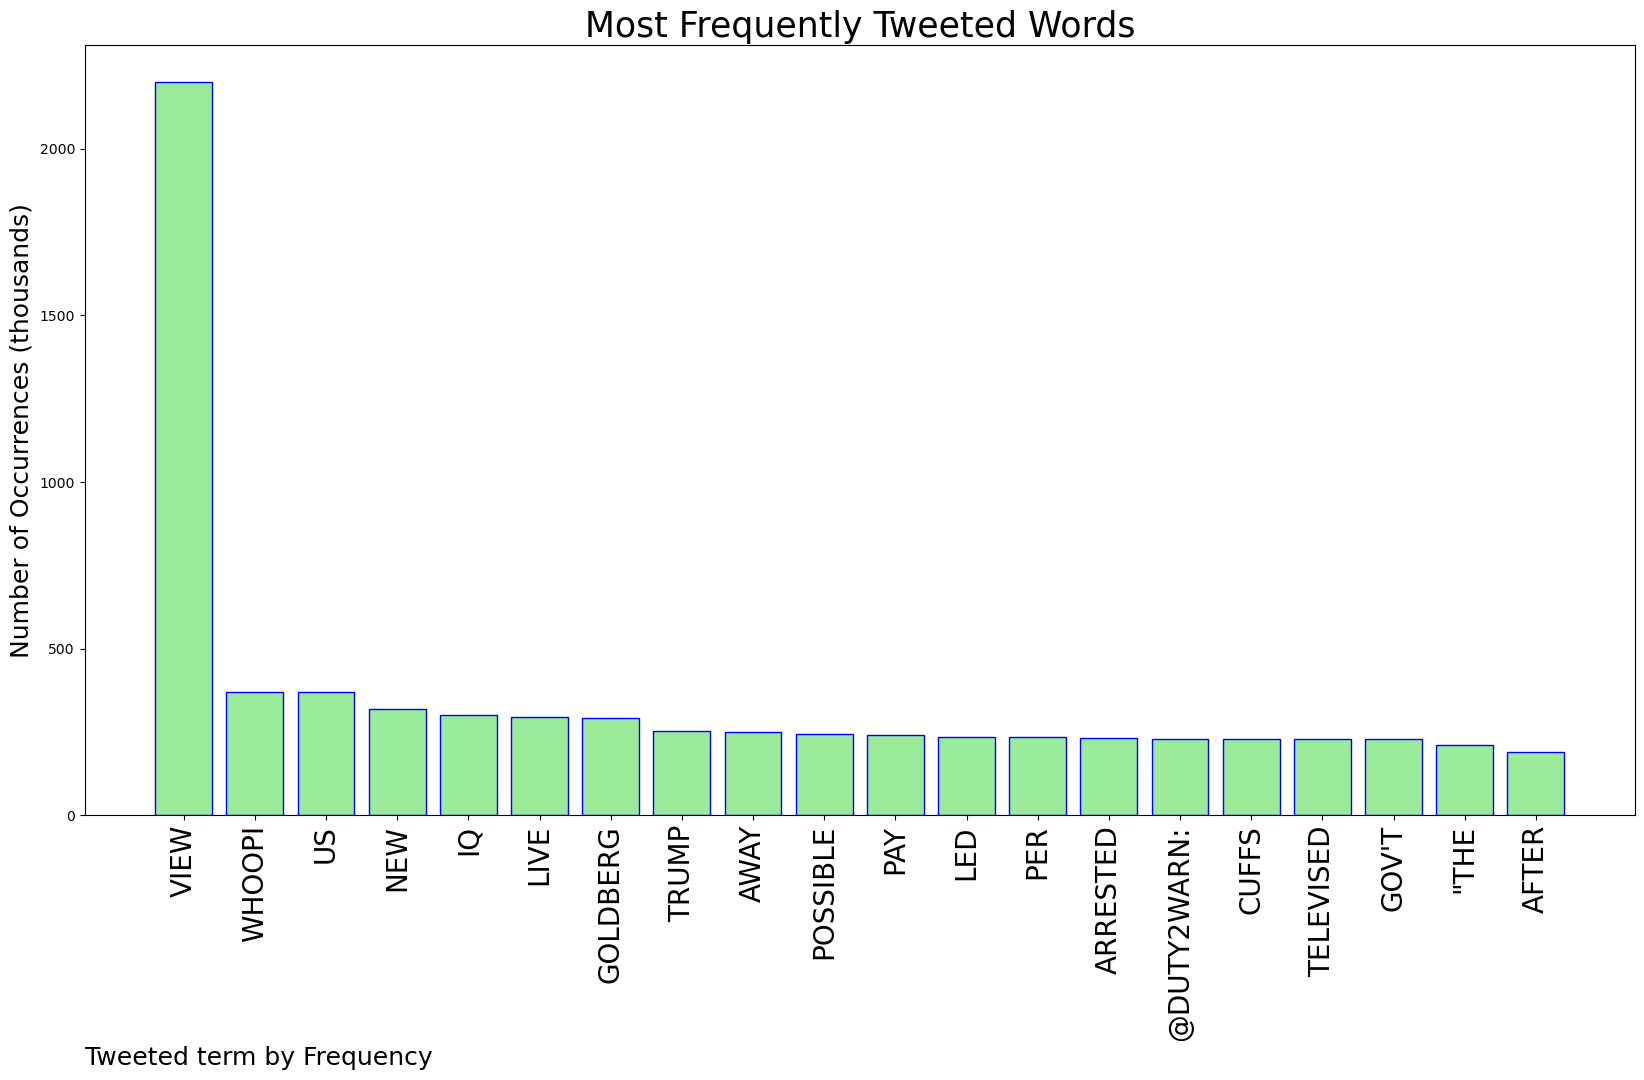 Most Frequently Tweeted Words
Number of Occurrences (thousands)
2000
1500
1000
500
0
VIEW
WHOOPI
US
NEW
IQ
LIVE
GOLDBERG
TRUMP
AWAY
POSSIBLE
PAY
LED
PER
ARRESTED
@DUTY2WARN:
CUFFS
TELEVISED
GOV'T
"THE
AFTER
Tweeted term by Frequency